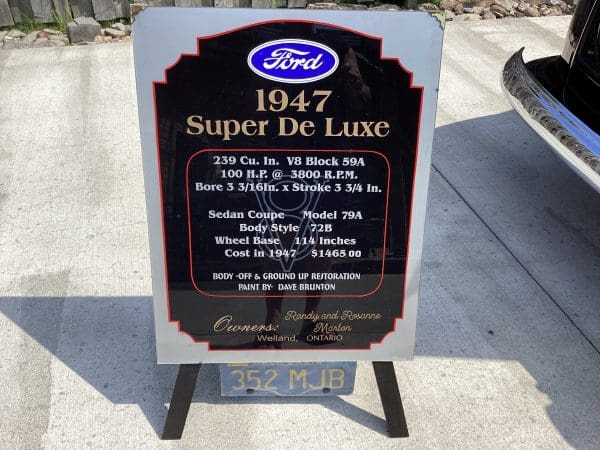 Ford
1947
Super De Luxe
239 Cu. In. V8 Block 59A
100 H.P. @ 3800 R.P.M.
Bore 3 3/16In. x Stroke 3 3/4 In.
Sedan Coupe Model 79A
Body Style 72B
Wheel Base 114 Inches
Cost in 1947 $1465.00
BODY -OFF & GROUND UP RESTORATION
PAINT BY- DAVE BRUNTON
Owners: Randy and Rosanne
Marlon
Welland, ONTARIO
352 MJB